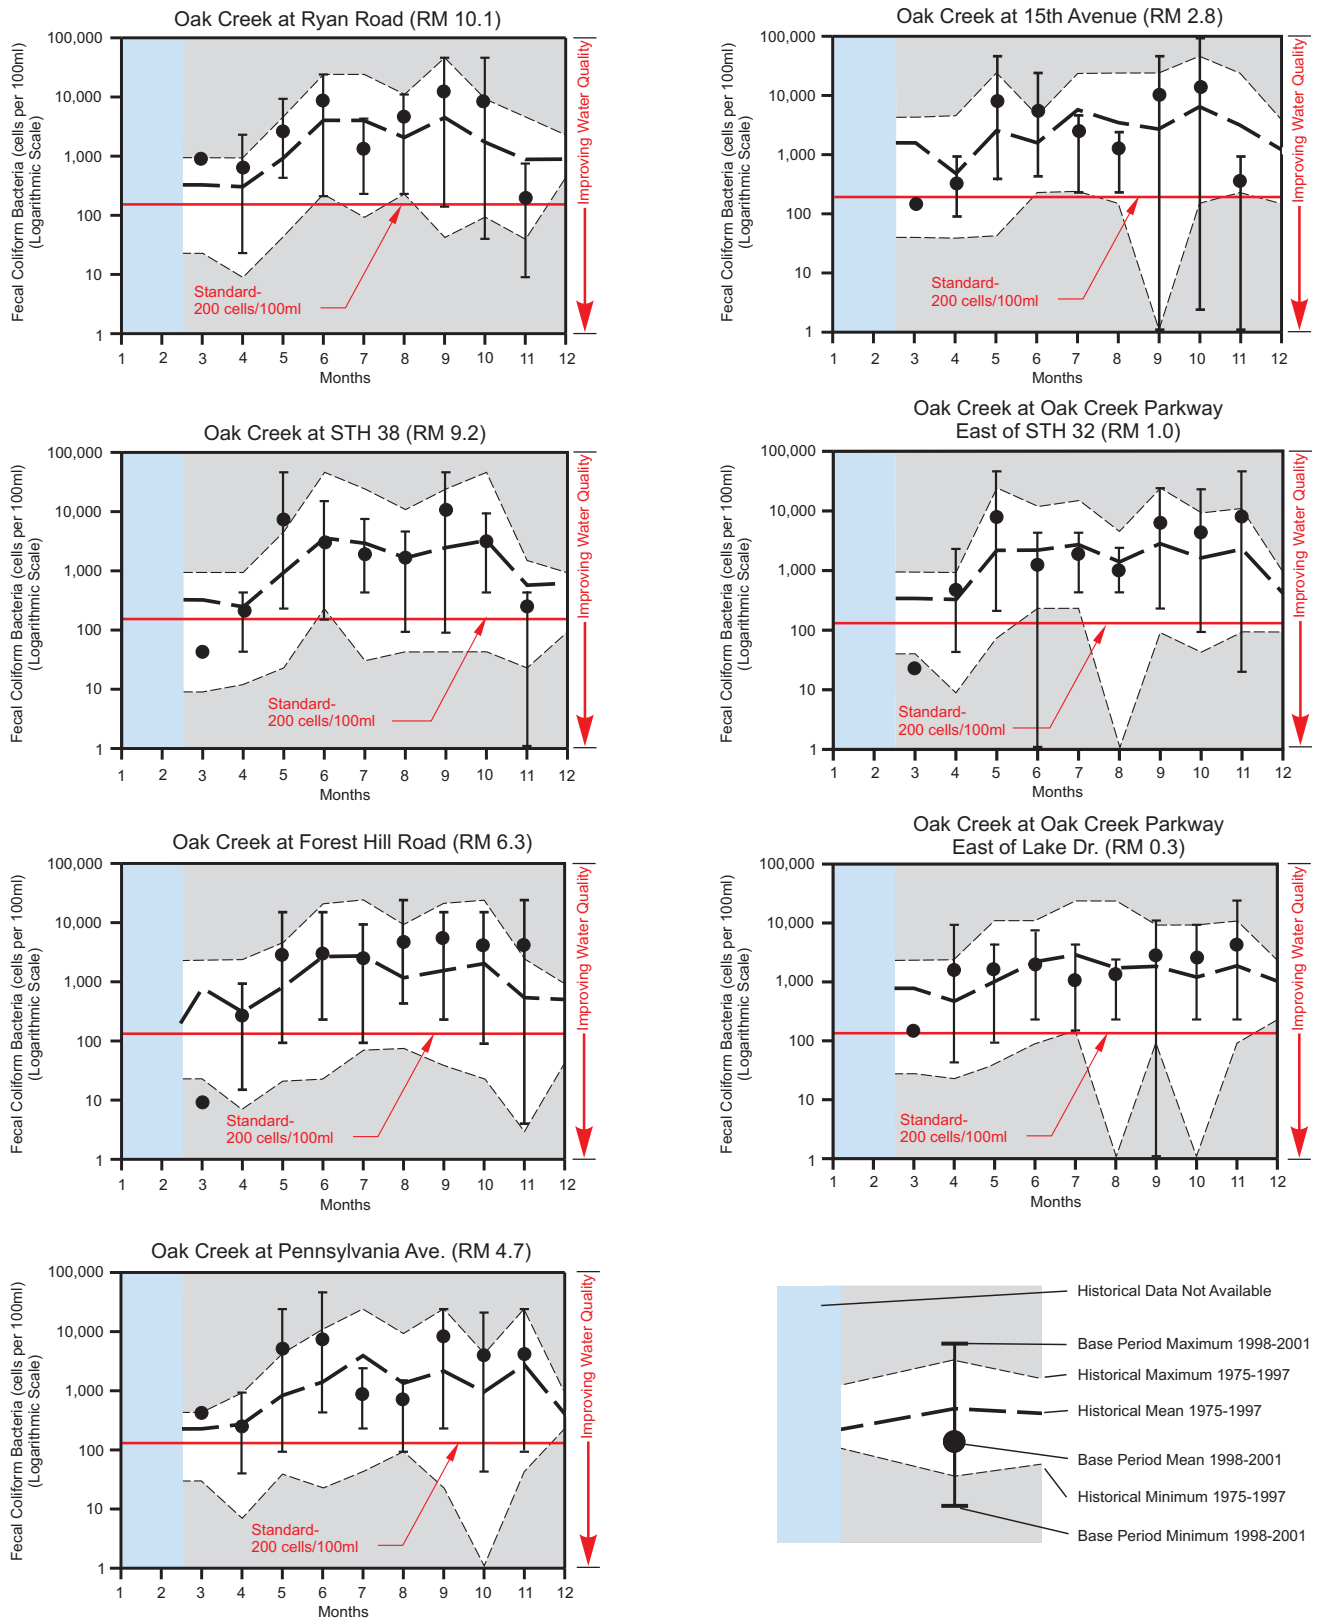 Oak Creek at Ryan Road (RM 10.1)
Fecal Coliform Bacteria (cells per 100ml)
(Logarithmic Scale)
100,000
10,000
1,000
100
10
1
Standard-
200 cells/100ml
1 2 3 4 5 6 7 8 9 10 11 12
Months
Improving Water Quality
Oak Creek at 15th Avenue (RM 2.8)
Fecal Coliform Bacteria (cells per 100ml)
(Logarithmic Scale)
100,000
10,000
1,000
100
10
1
Standard-
200 cells/100ml
1 2 3 4 5 6 7 8 9 10 11 12
Months
Improving Water Quality
Oak Creek at STH 38 (RM 9.2)
Fecal Coliform Bacteria (cells per 100ml)
(Logarithmic Scale)
100,000
10,000
1,000
100
10
1
Standard-
200 cells/100ml
1 2 3 4 5 6 7 8 9 10 11 12
Months
Improving Water Quality
Oak Creek at Oak Creek Parkway
East of STH 32 (RM 1.0)
Fecal Coliform Bacteria (cells per 100ml)
(Logarithmic Scale)
100,000
10,000
1,000
100
10
1
Standard-
200 cells/100ml
1 2 3 4 5 6 7 8 9 10 11 12
Months
Improving Water Quality
Oak Creek at Forest Hill Road (RM 6.3)
Fecal Coliform Bacteria (cells per 100ml)
(Logarithmic Scale)
100,000
10,000
1,000
100
10
1
Standard-
200 cells/100ml
1 2 3 4 5 6 7 8 9 10 11 12
Months
Improving Water Quality
Oak Creek at Oak Creek Parkway
East of Lake Dr. (RM 0.3)
Fecal Coliform Bacteria (cells per 100ml)
(Logarithmic Scale)
100,000
10,000
1,000
100
10
1
Standard-
200 cells/100ml
1 2 3 4 5 6 7 8 9 10 11 12
Months
Improving Water Quality
Oak Creek at Pennsylvania Ave. (RM 4.7)
Fecal Coliform Bacteria (cells per 100ml)
(Logarithmic Scale)
100,000
10,000
1,000
100
10
1
Standard-
200 cells/100ml
1 2 3 4 5 6 7 8 9 10 11 12
Months
Improving Water Quality
Historical Data Not Available
Base Period Maximum 1998-2001
Historical Maximum 1975-1997
Historical Mean 1975-1997
Base Period Mean 1998-2001
Historical Minimum 1975-1997
Base Period Minimum 1998-2001